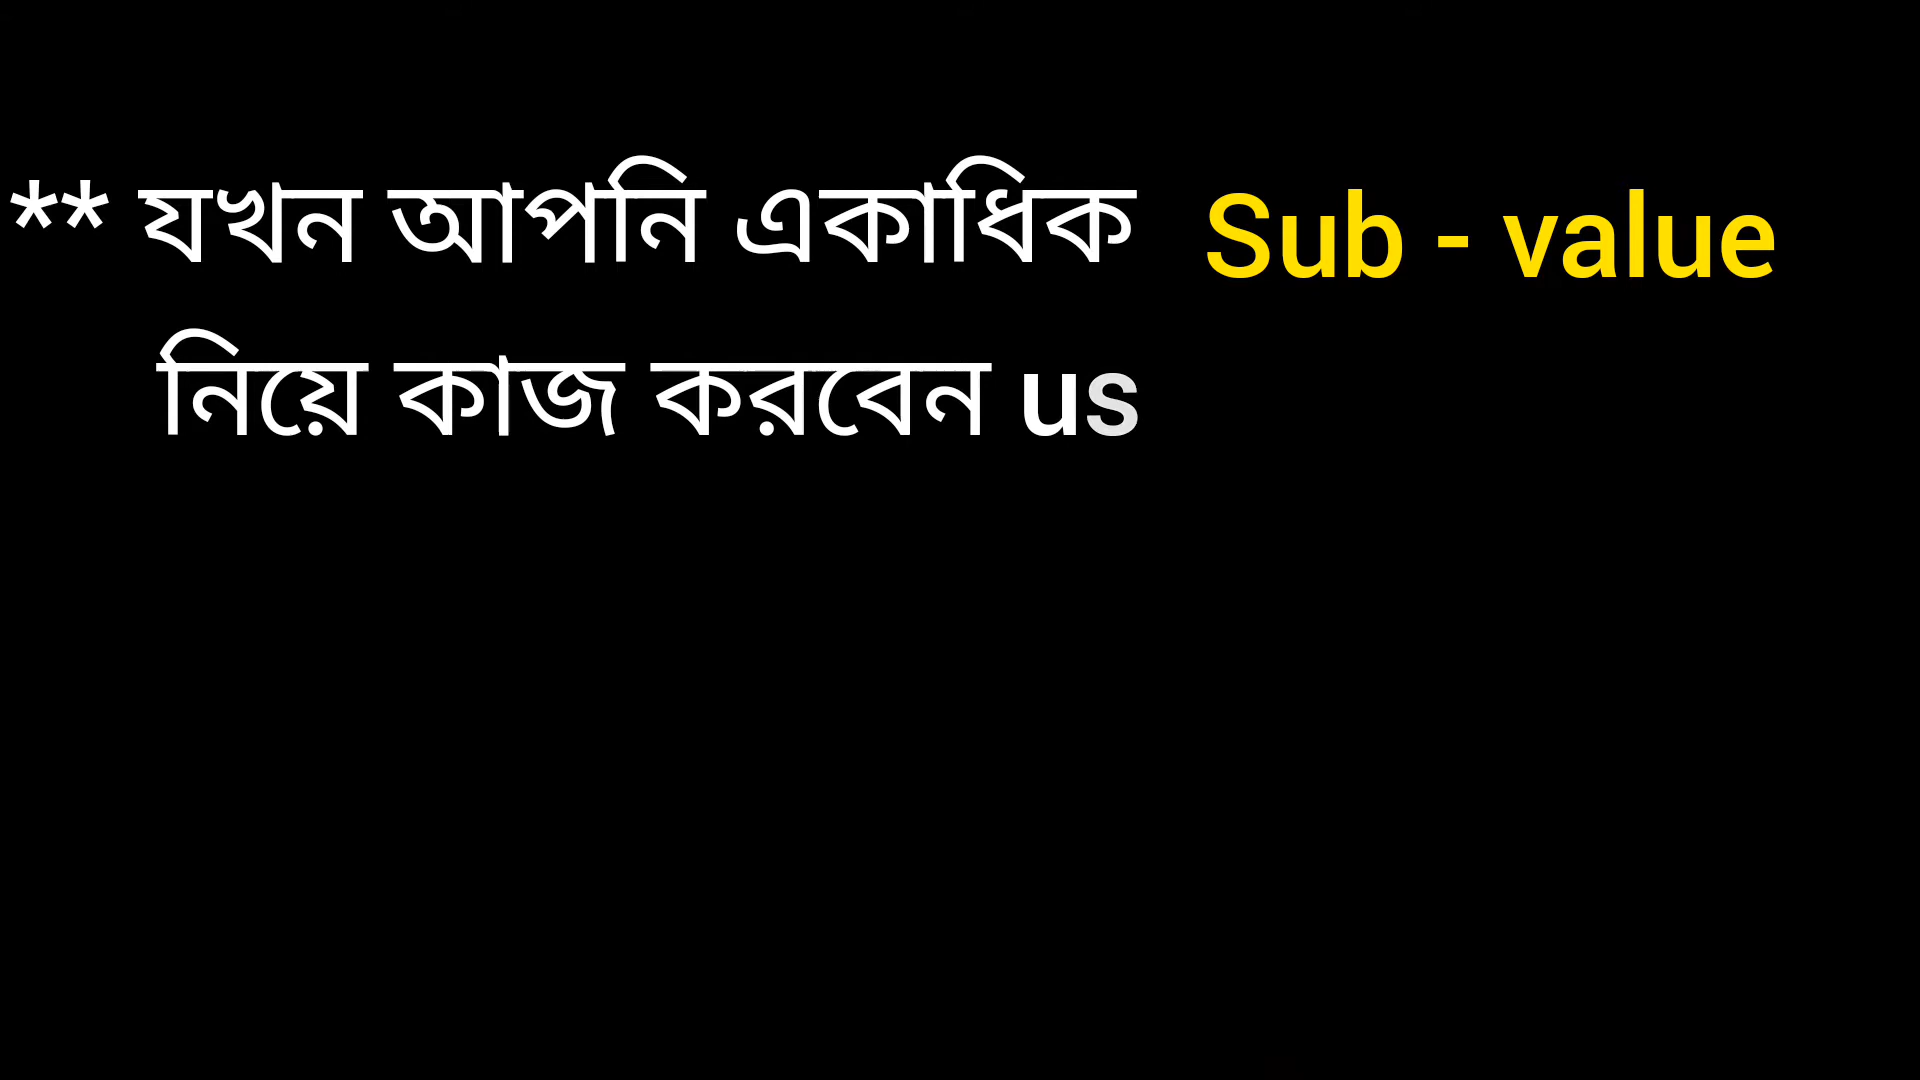 ** যখন আপনি একাধিক Sub - value
নিয়ে কাজ করবেন us